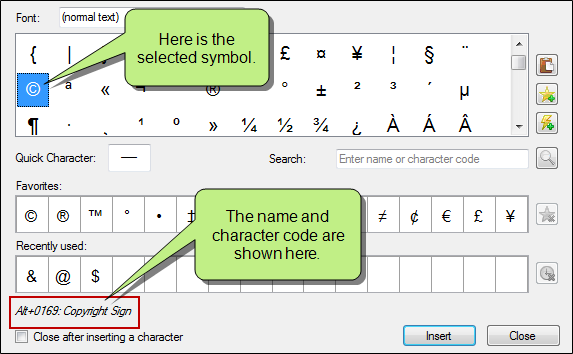 Font: (normal text)
Here is the
selected symbol.
{ | £ ¤ ¥ ¦ § ¨
© ª « ¬ ® ° ± ² ³ ´ µ
¶ · ¸ ¹ º » ¼ ½ ¾ ¿ À Á Â
Quick Character: — Search: Enter name or character code
Favorites:
© ® ™ ° • ‡ ≠ ¢ € £ ¥
The name and
character code are
shown here.
Recently used:
& @ $
Alt+0169: Copyright Sign
Close after inserting a character Insert Close